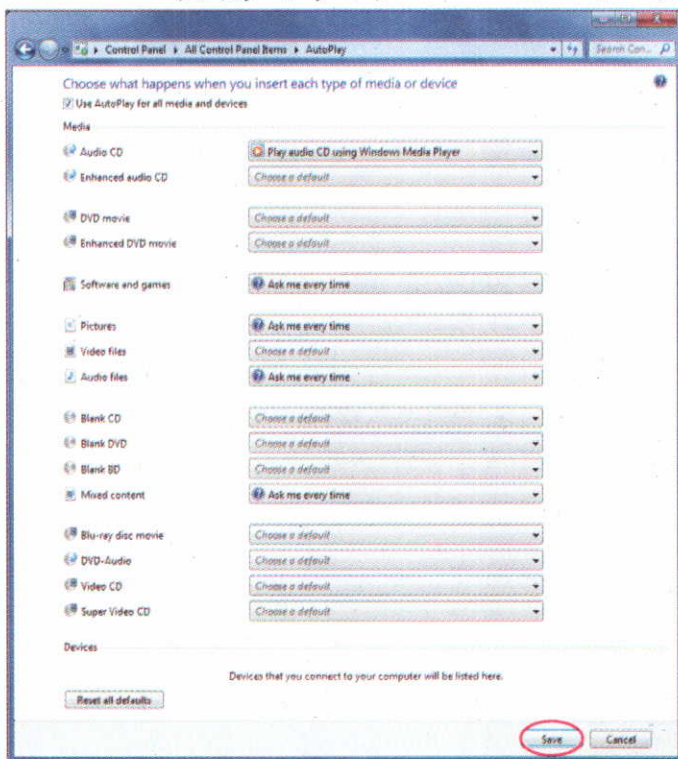 Control Panel ▸ All Control Panel Items ▸ AutoPlay
Search Con...
Choose what happens when you insert each type of media or device
Use AutoPlay for all media and devices
Media
Audio CD Play audio CD using Windows Media Player
Enhanced audio CD Choose a default
DVD movie Choose a default
Enhanced DVD movie Choose a default
Software and games Ask me every time
Pictures Ask me every time
Video files Choose a default
Audio files Ask me every time
Blank CD Choose a default
Blank DVD Choose a default
Blank BD Choose a default
Mixed content Ask me every time
Blu-ray disc movie Choose a default
DVD-Audio Choose a default
Video CD Choose a default
Super Video CD Choose a default
Devices
Devices that you connect to your computer will be listed here.
Reset all defaults
Save Cancel